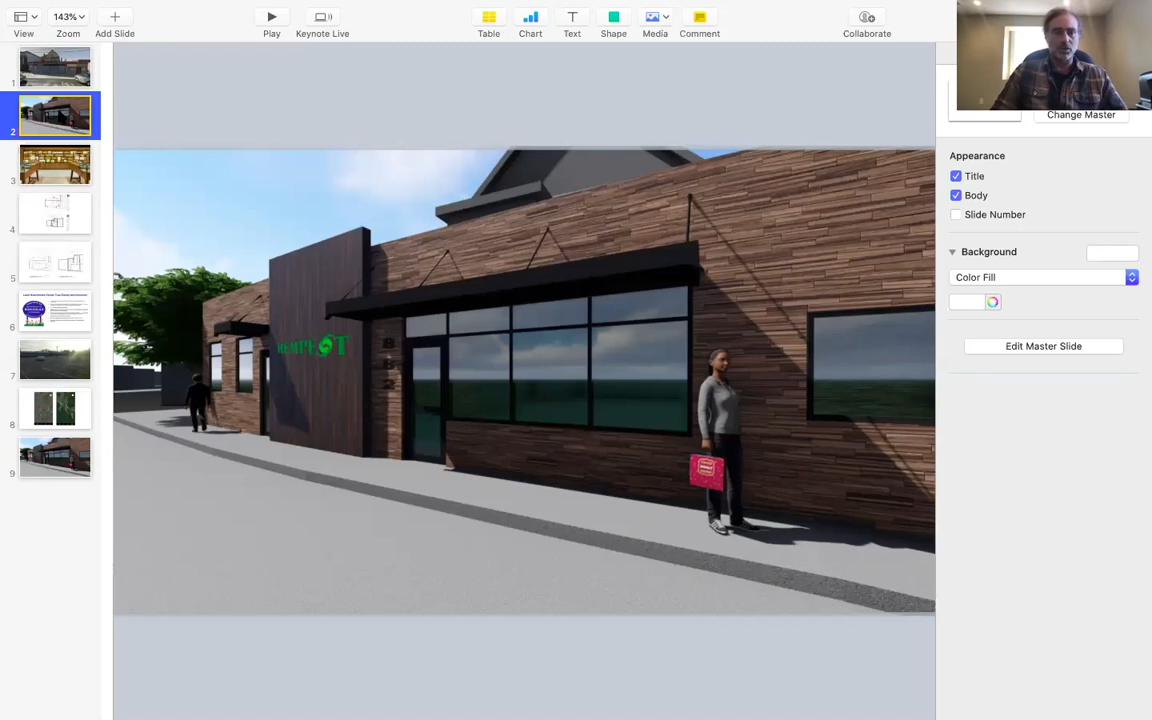 View
143%
Zoom
Add Slide
Play
Keynote Live
Table
Chart
Text
Shape
Media
Comment
Collaborate
Change Master
Appearance
Title
Body
Slide Number
Background
Color Fill
Edit Master Slide
1
2
3
4
5
6
7
8
9
HEMPEST